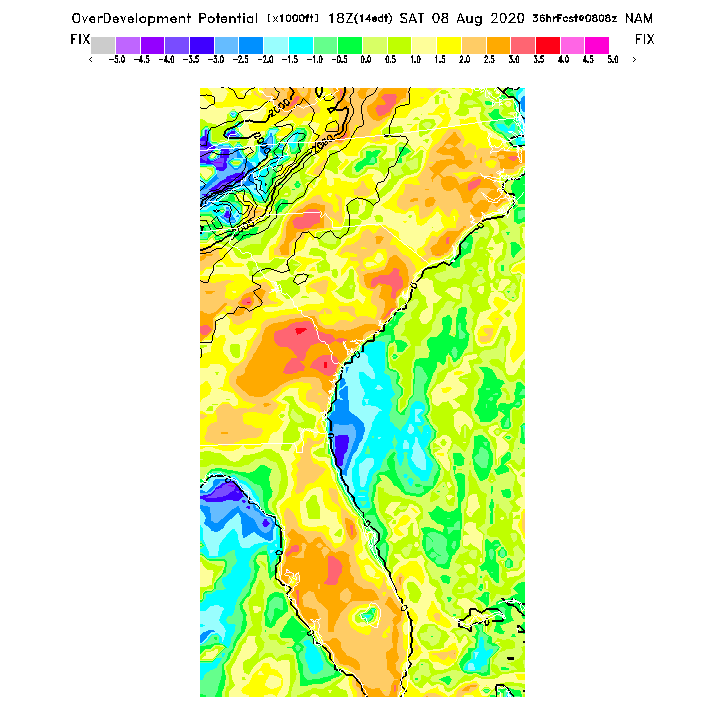 OverDevelopment Potential [x1000ft] 18Z(14edt) SAT 08 Aug 2020 36hrFcst@0808z NAM
FIX FIX
< -5.0 -4.5 -4.0 -3.5 -3.0 -2.5 -2.0 -1.5 -1.0 -0.5 0.0 0.5 1.0 1.5 2.0 2.5 3.0 3.5 4.0 4.5 5.0 >
2000